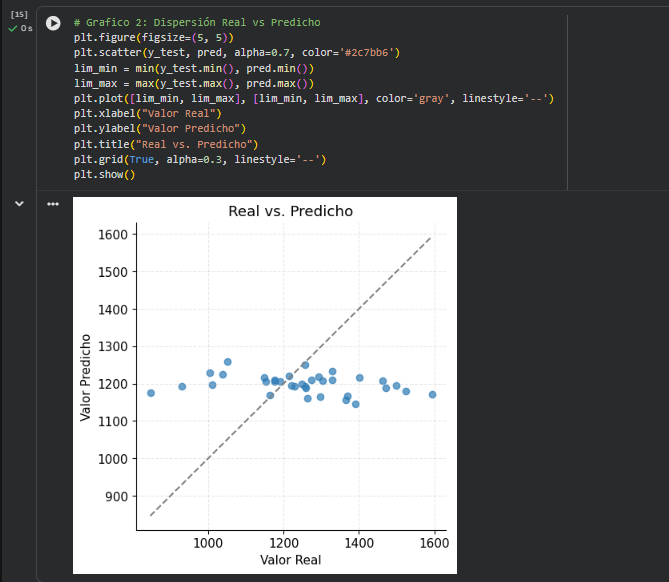 [15]
0 s
# Grafico 2: Dispersión Real vs Predicho
plt.figure(figsize=(5, 5))
plt.scatter(y_test, pred, alpha=0.7, color='#2c7bb6')
lim_min = min(y_test.min(), pred.min())
lim_max = max(y_test.max(), pred.max())
plt.plot([lim_min, lim_max], [lim_min, lim_max], color='gray', linestyle='--')
plt.xlabel("Valor Real")
plt.ylabel("Valor Predicho")
plt.title("Real vs. Predicho")
plt.grid(True, alpha=0.3, linestyle='--')
plt.show()
Real vs. Predicho
1600
1500
1400
1300
1200
1100
1000
900
Valor Predicho
1000 1200 1400 1600
Valor Real